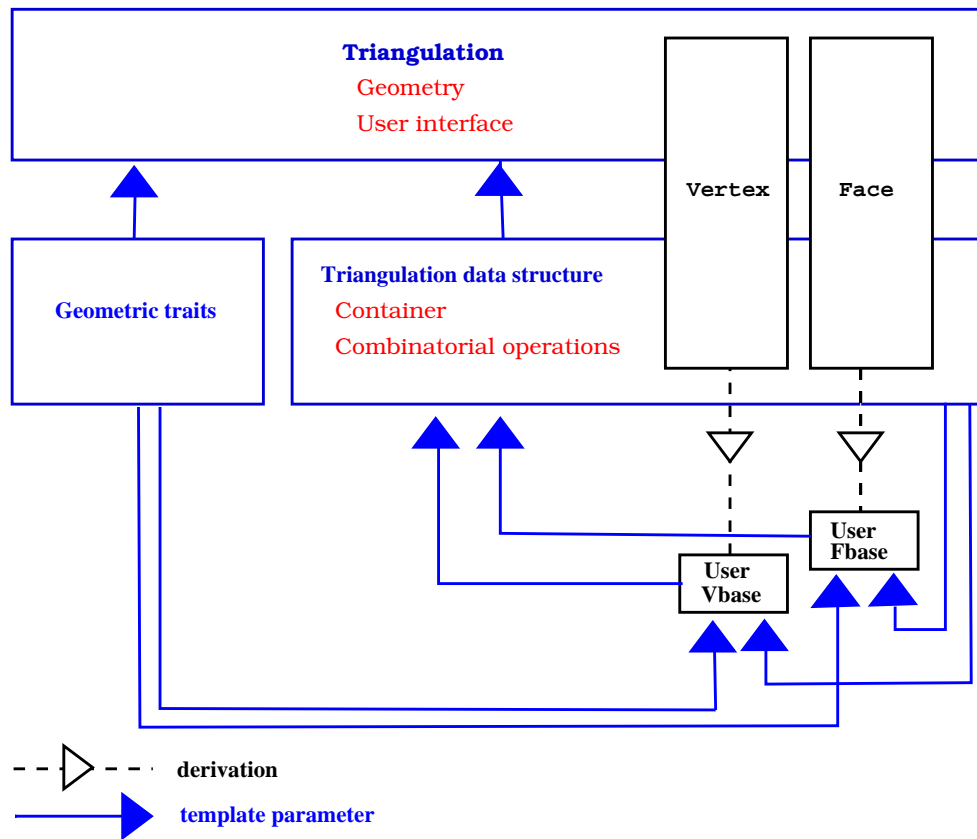 Triangulation
Geometry
User interface
Vertex
Face
Geometric traits
Triangulation data structure
Container
Combinatorial operations
User
Fbase
User
Vbase
derivation
template parameter